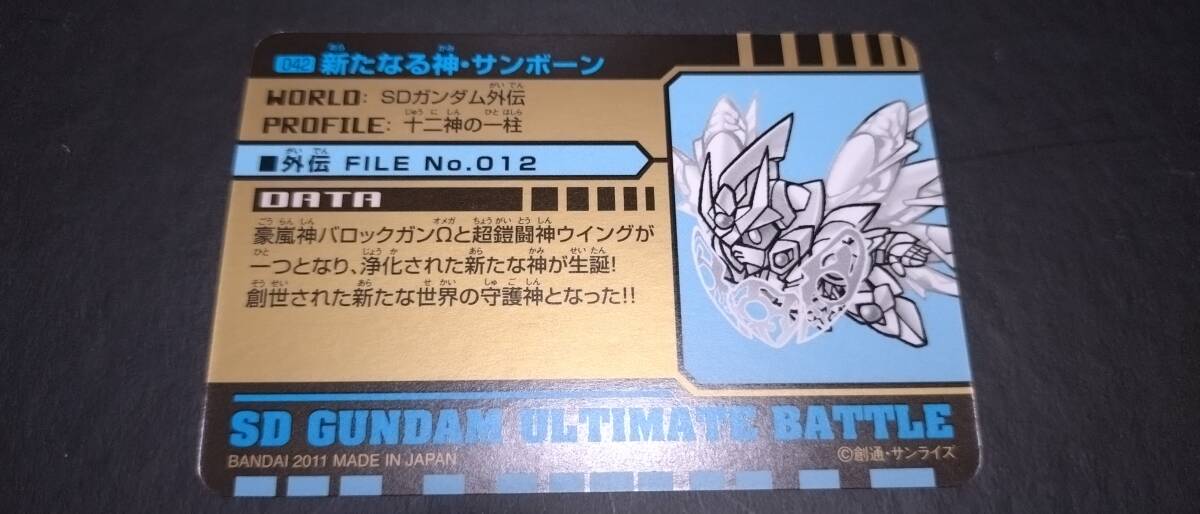 042 新たなる神・サンボーン
WORLD: SDガンダム外伝
PROFILE: 十二神の一柱
■外伝 FILE No.012
DATA
豪嵐神バロックガンΩと超鎧闘神ウイングが
一つとなり、浄化された新たな神が生誕!
創世された新たな世界の守護神となった!!
SD GUNDAM ULTIMATE BATTLE
BANDAI 2011 MADE IN JAPAN
©創通・サンライズ